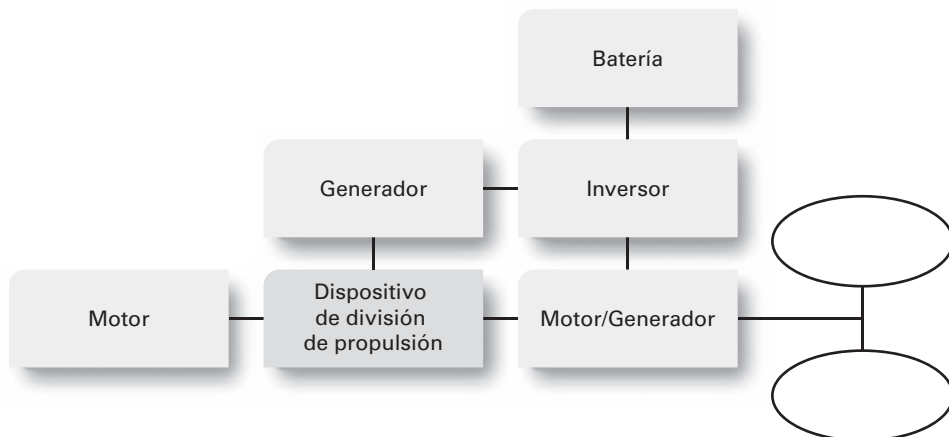 Batería
Generador
Inversor
Motor
Dispositivo
de división
de propulsión
Motor/Generador